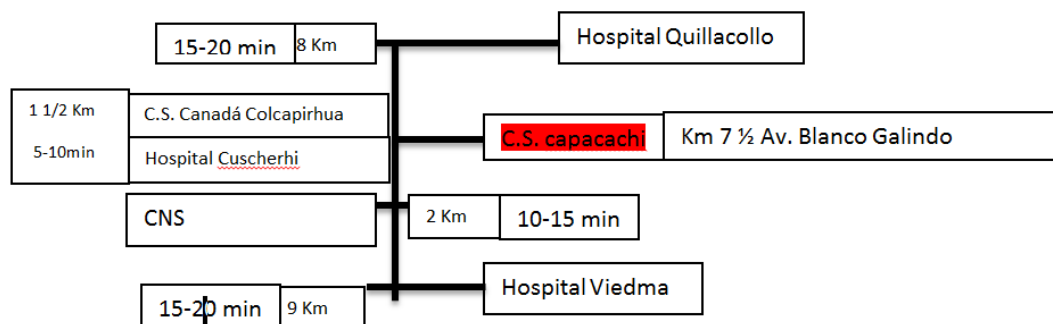 15-20 min 8 Km Hospital Quillacollo
1 1/2 Km C.S. Canadá Colcapirhua
C.S. capacachi Km 7 ½ Av. Blanco Galindo
5-10min Hospital Cuscherhi
CNS 2 Km 10-15 min
Hospital Viedma
15-20 min 9 Km